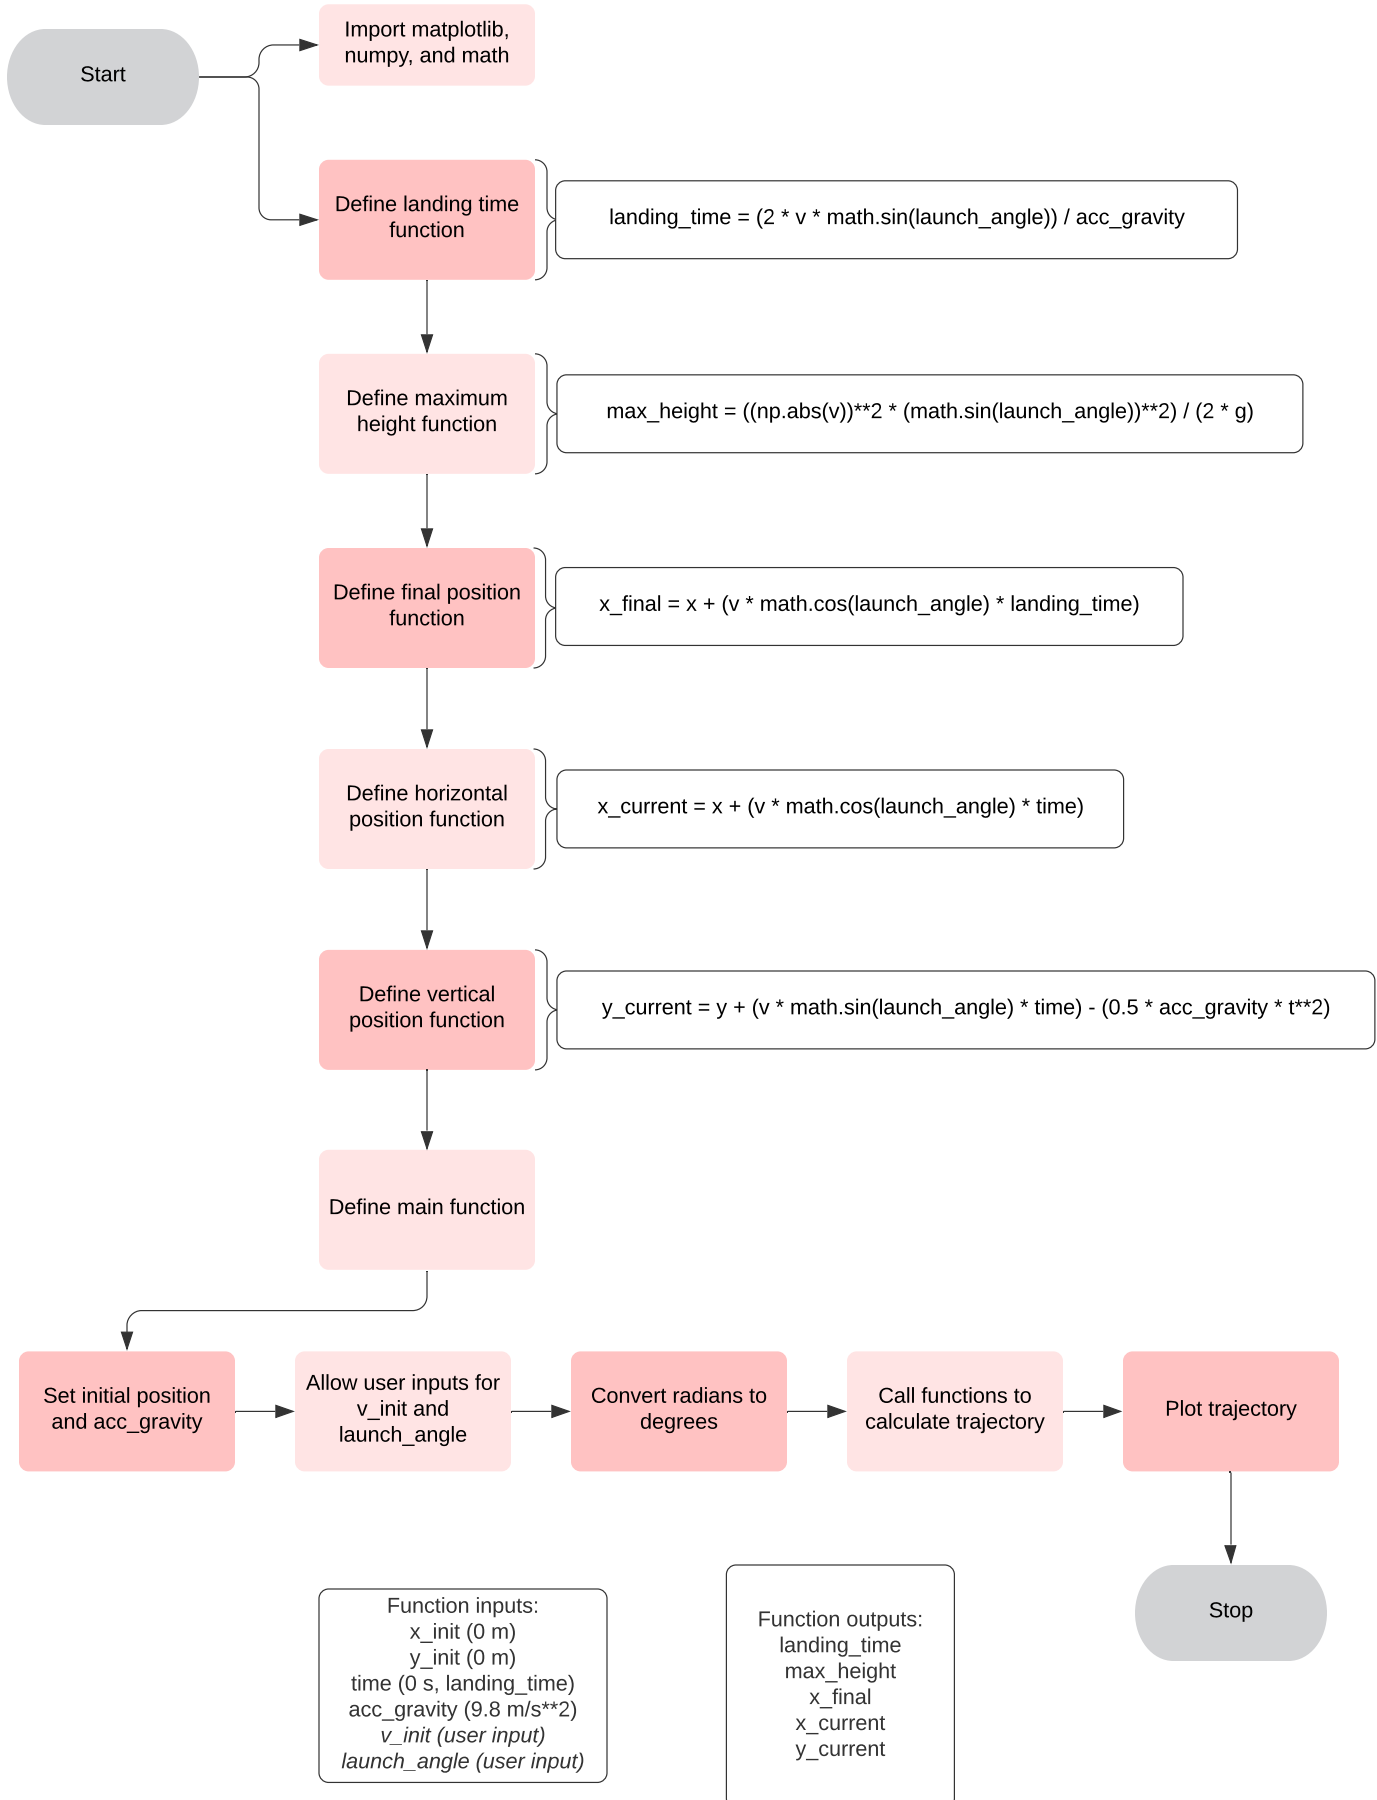 Start
Import matplotlib,
numpy, and math
Define landing time
function
landing_time = (2 * v * math.sin(launch_angle)) / acc_gravity
Define maximum
height function
max_height = ((np.abs(v))**2 * (math.sin(launch_angle))**2) / (2 * g)
Define final position
function
x_final = x + (v * math.cos(launch_angle) * landing_time)
Define horizontal
position function
x_current = x + (v * math.cos(launch_angle) * time)
Define vertical
position function
y_current = y + (v * math.sin(launch_angle) * time) - (0.5 * acc_gravity * t**2)
Define main function
Set initial position
and acc_gravity
Allow user inputs for
v_init and
launch_angle
Convert radians to
degrees
Call functions to
calculate trajectory
Plot trajectory
Function inputs:
x_init (0 m)
y_init (0 m)
time (0 s, landing_time)
acc_gravity (9.8 m/s**2)
v_init (user input)
launch_angle (user input)
Function outputs:
landing_time
max_height
x_final
x_current
y_current
Stop